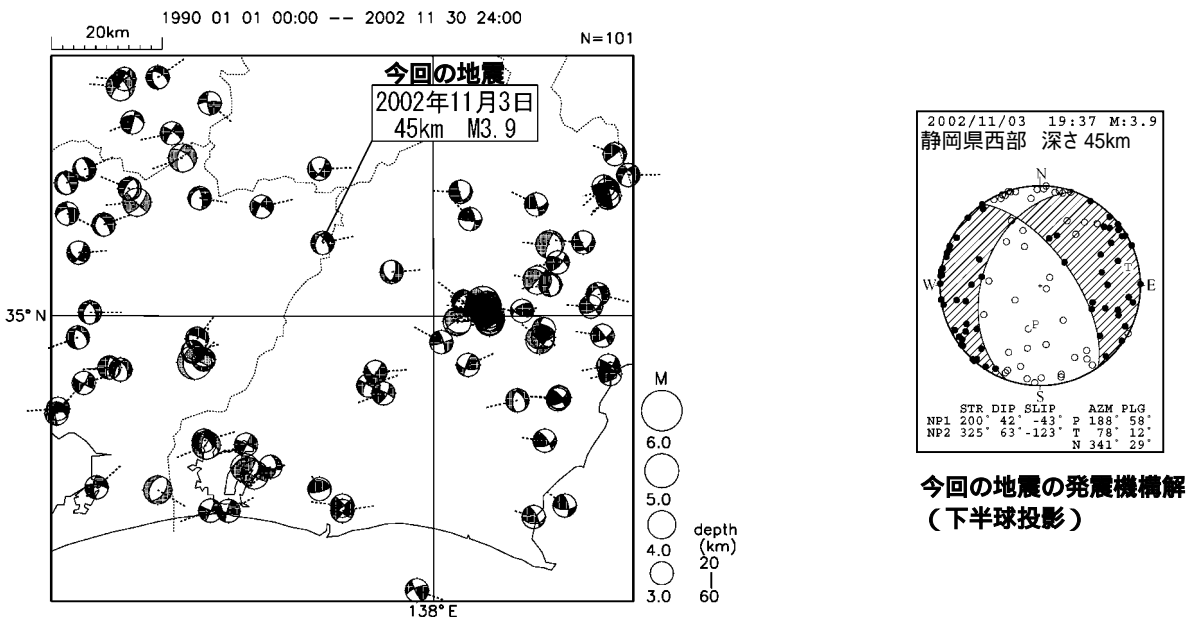 1990 01 01 00:00 -- 2002 11 30 24:00
20km
N=101
今回の地震
2002年11月3日
45km M3.9
35°N
138°E
M
6.0
5.0
4.0
3.0
depth
(km)
20
60
2002/11/03 19:37 M:3.9
静岡県西部 深さ 45km
N
W
E
T
P
S
STR DIP SLIP AZM PLG
NP1 200° 42° -43° P 188° 58°
NP2 325° 63° -123° T 78° 12°
N 341° 29°
今回の地震の発震機構解
（下半球投影）